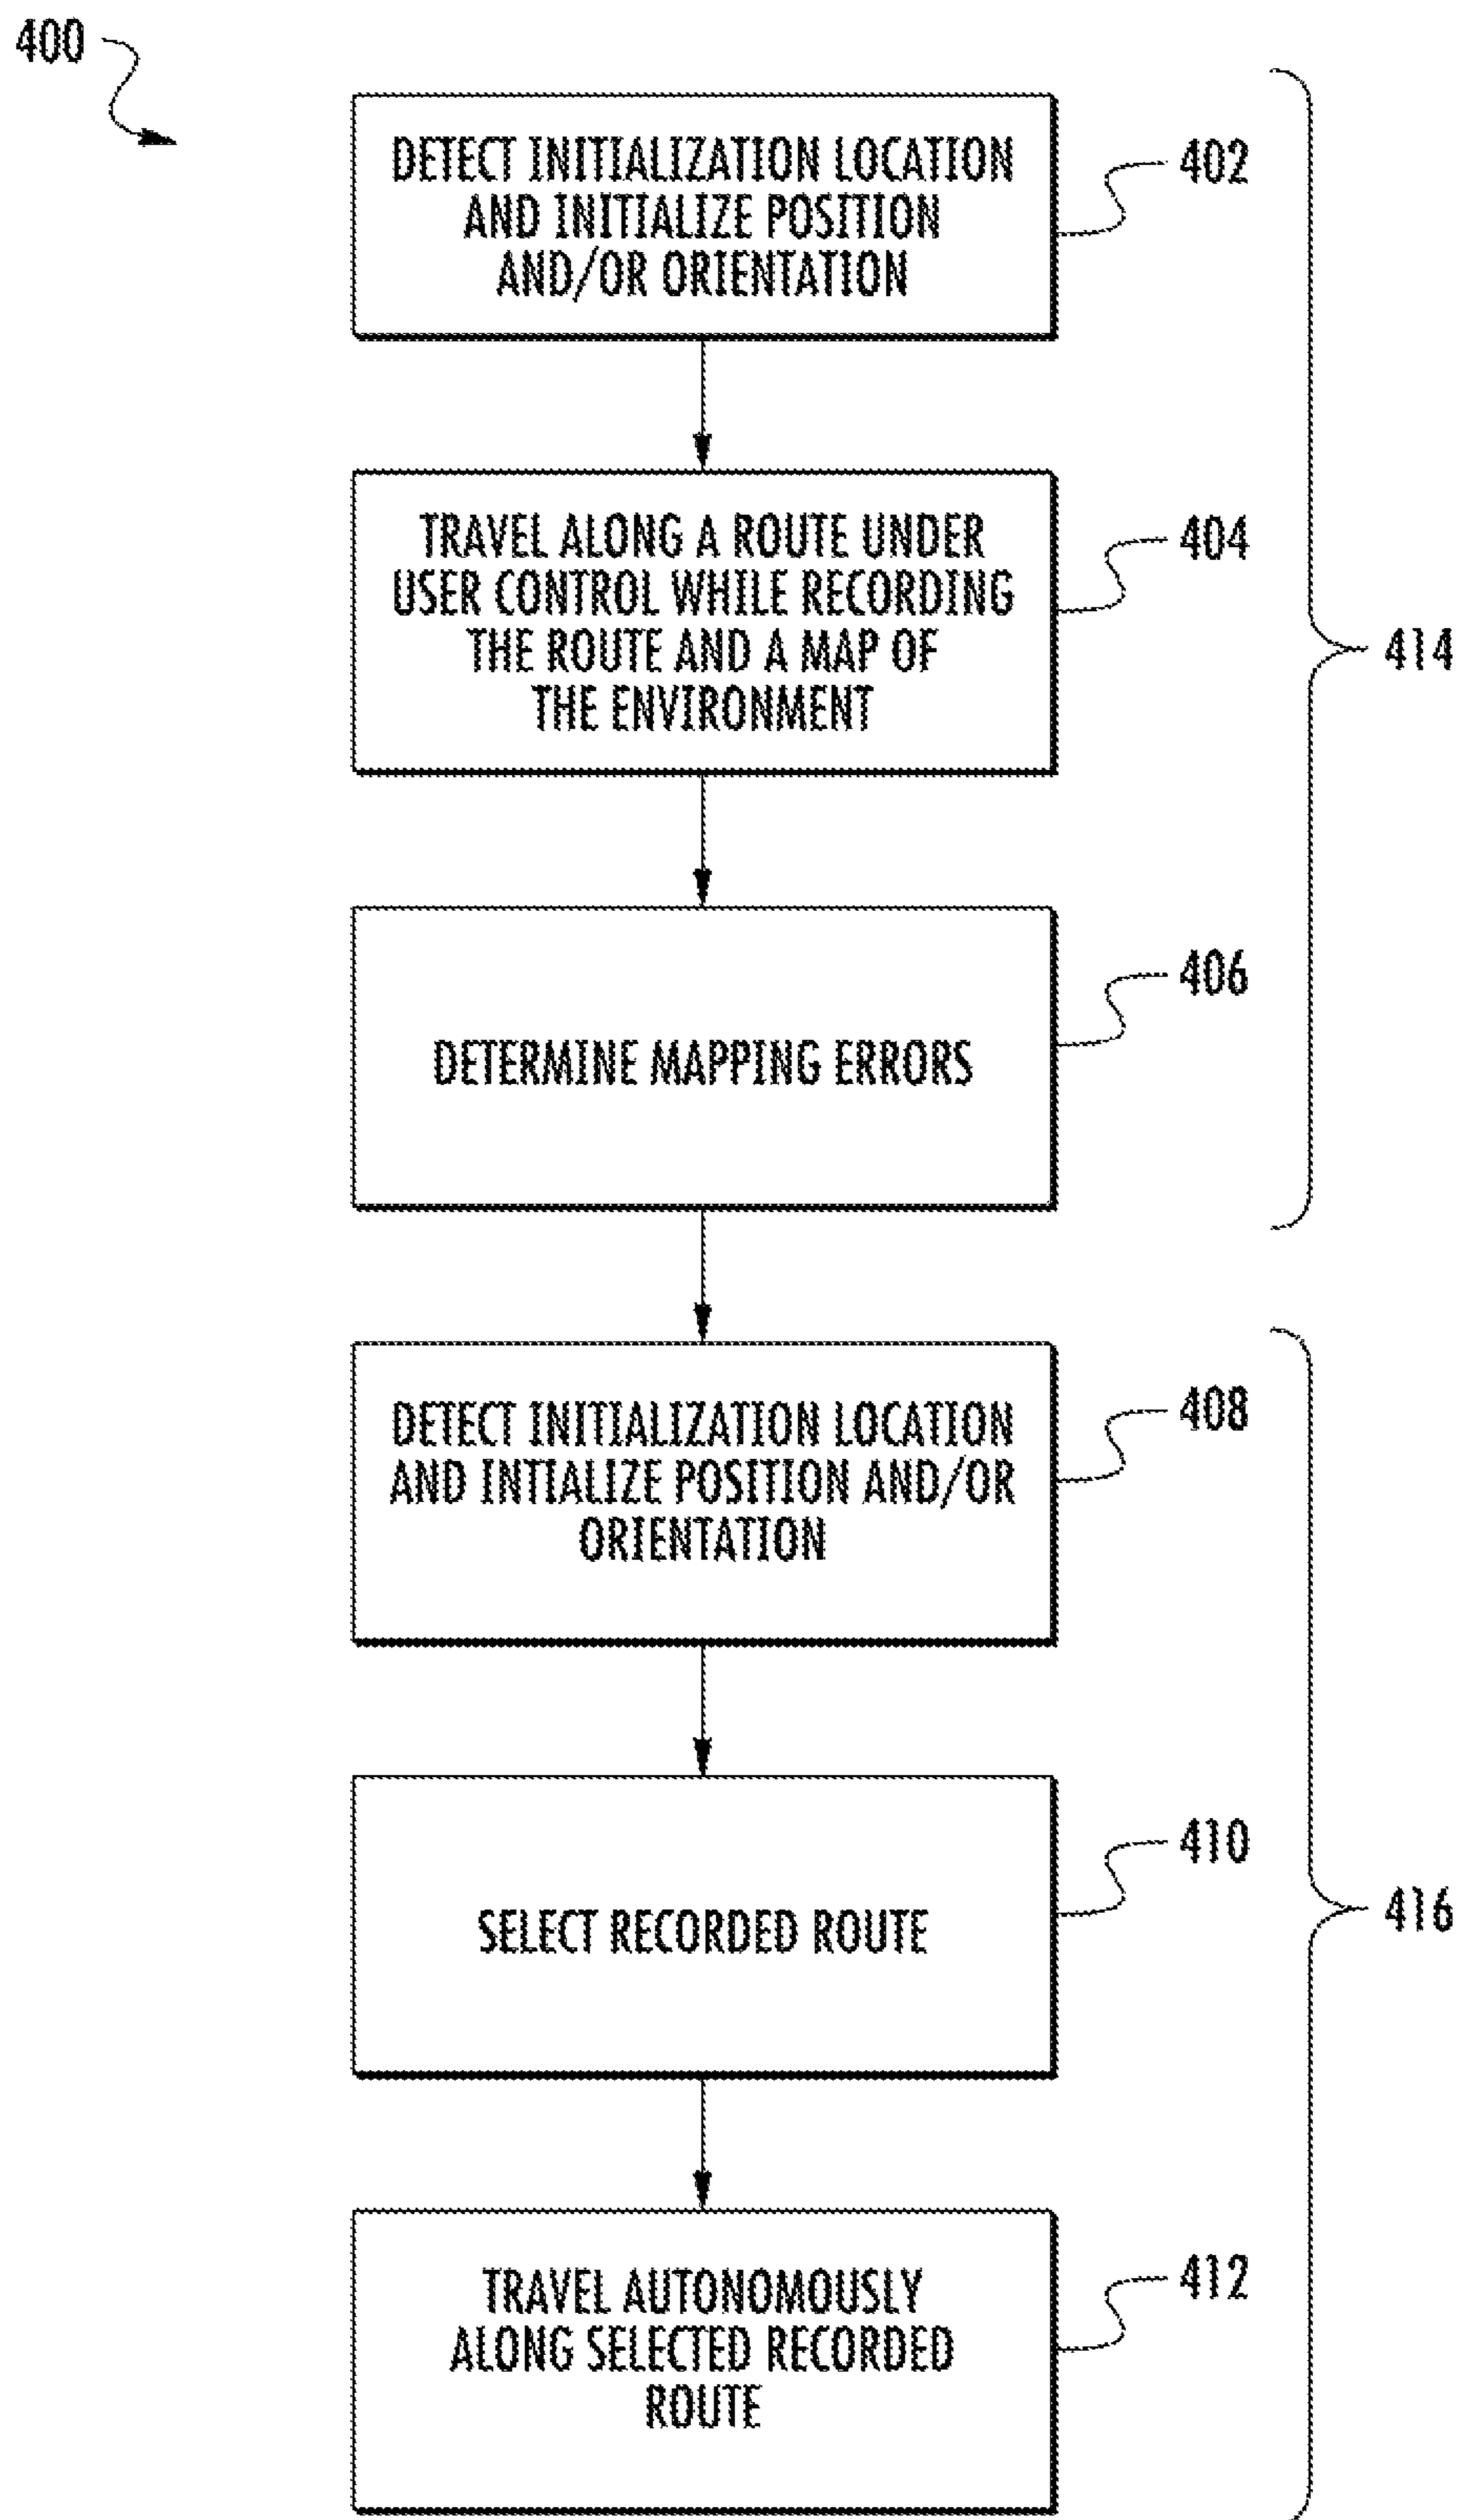 400
DETECT INITIALIZATION LOCATION
AND INITIALIZE POSITION
AND/OR ORIENTATION
402
TRAVEL ALONG A ROUTE UNDER
USER CONTROL WHILE RECORDING
THE ROUTE AND A MAP OF
THE ENVIRONMENT
404
414
DETERMINE MAPPING ERRORS
406
DETECT INITIALIZATION LOCATION
AND INTIALIZE POSITION AND/OR
ORIENTATION
408
SELECT RECORDED ROUTE
410
416
TRAVEL AUTONOMOUSLY
ALONG SELECTED RECORDED
ROUTE
412